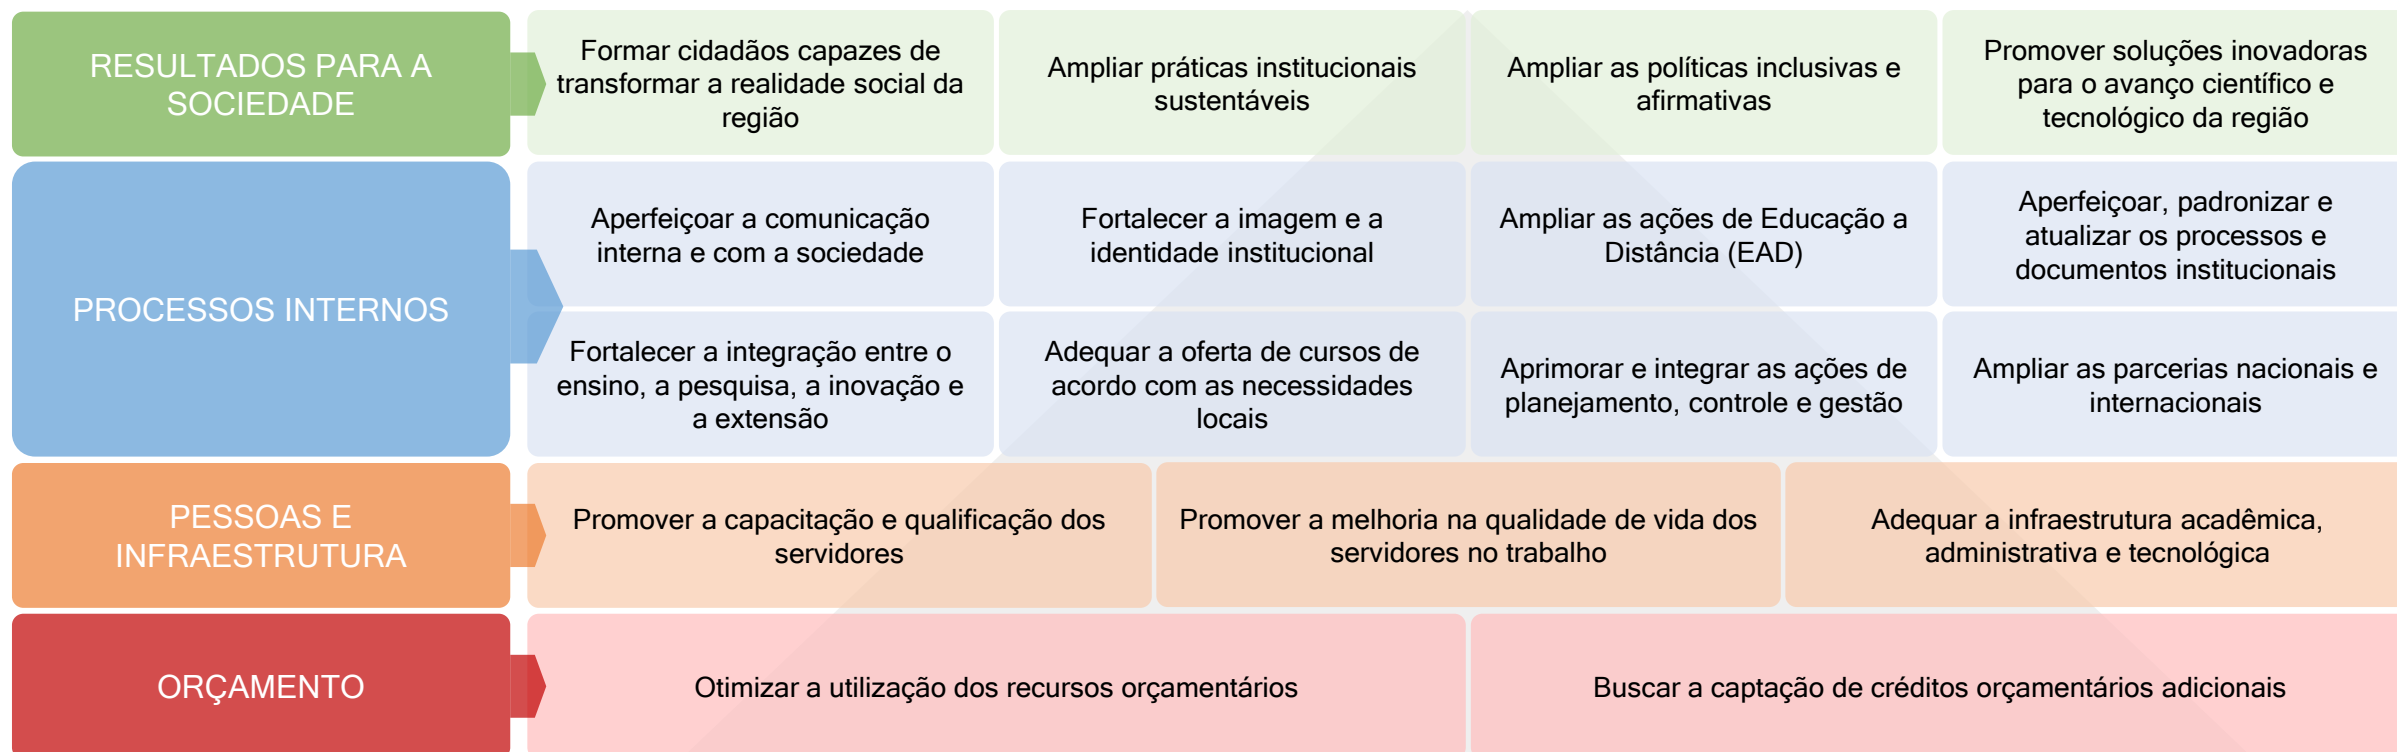 RESULTADOS PARA A
SOCIEDADE
Formar cidadãos capazes de
transformar a realidade social da
região
Ampliar práticas institucionais
sustentáveis
Ampliar as políticas inclusivas e
afirmativas
Promover soluções inovadoras
para o avanço científico e
tecnológico da região
PROCESSOS INTERNOS
Aperfeiçoar a comunicação
interna e com a sociedade
Fortalecer a imagem e a
identidade institucional
Ampliar as ações de Educação a
Distância (EAD)
Aperfeiçoar, padronizar e
atualizar os processos e
documentos institucionais
Fortalecer a integração entre o
ensino, a pesquisa, a inovação e
a extensão
Adequar a oferta de cursos de
acordo com as necessidades
locais
Aprimorar e integrar as ações de
planejamento, controle e gestão
Ampliar as parcerias nacionais e
internacionais
PESSOAS E
INFRAESTRUTURA
Promover a capacitação e qualificação dos
servidores
Promover a melhoria na qualidade de vida dos
servidores no trabalho
Adequar a infraestrutura acadêmica,
administrativa e tecnológica
ORÇAMENTO
Otimizar a utilização dos recursos orçamentários
Buscar a captação de créditos orçamentários adicionais